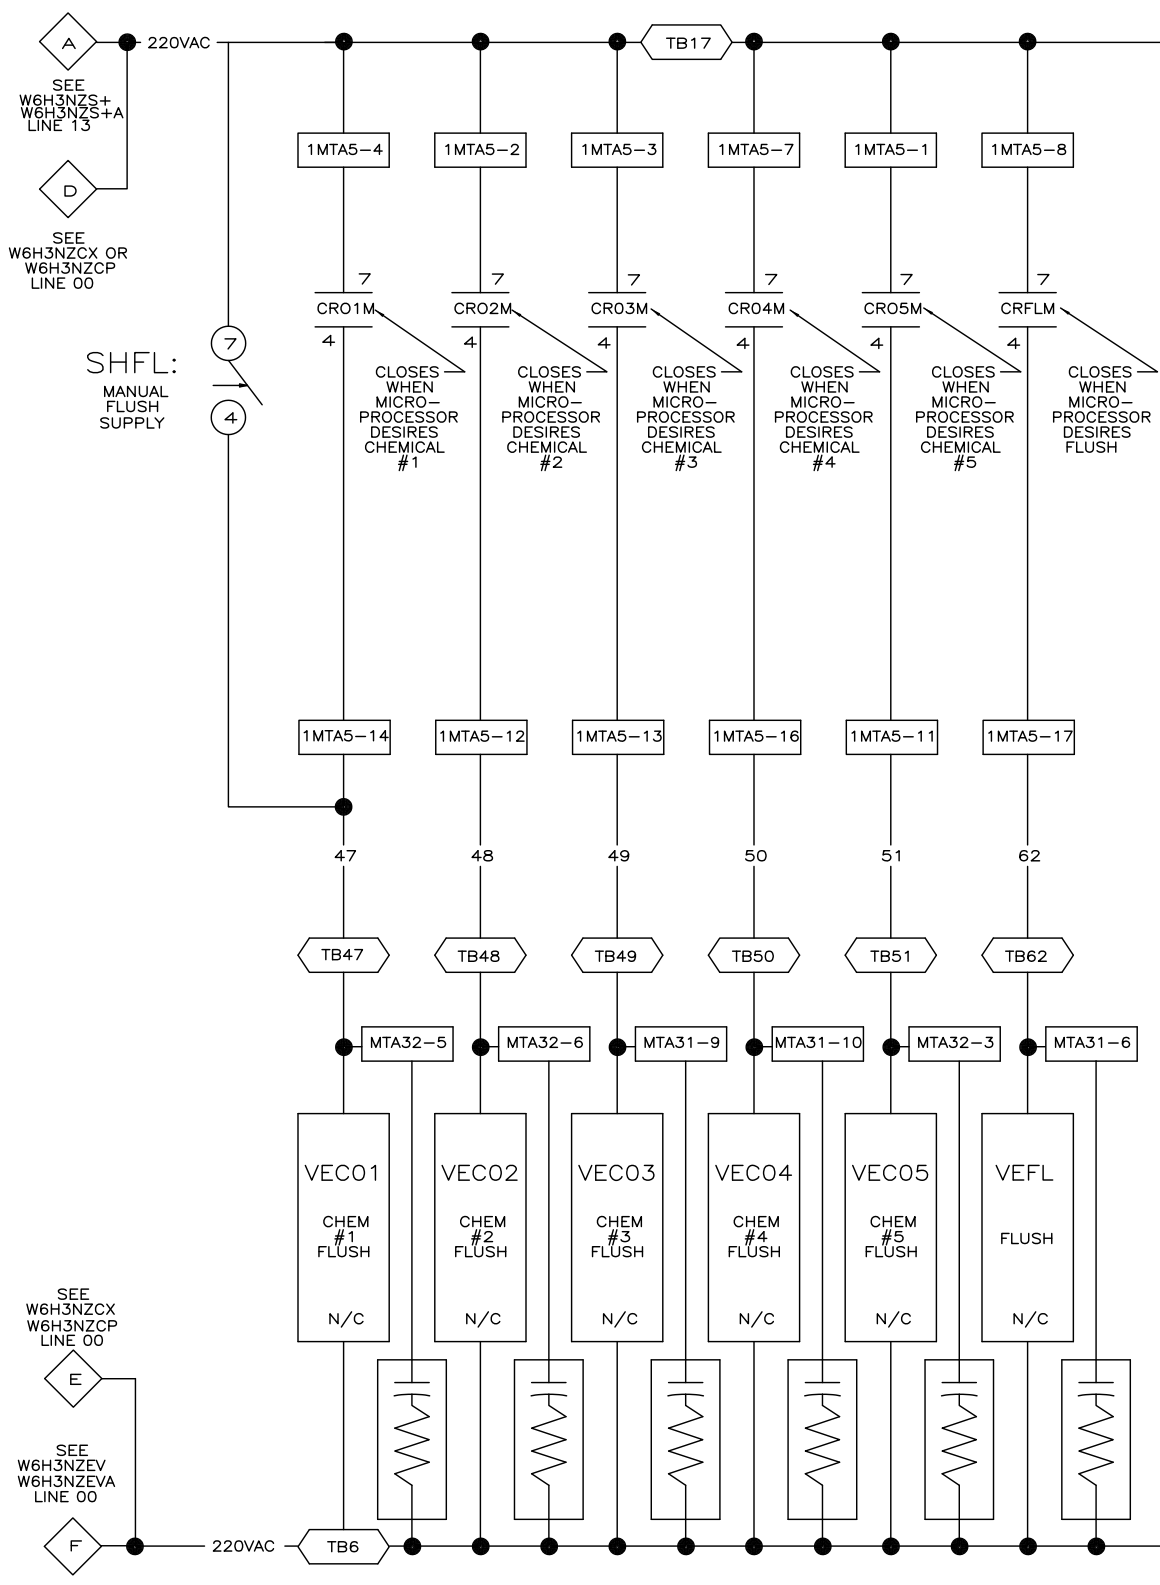 A
220VAC
TB17
SEE
W6H3NZS+
W6H3NZS+A
LINE 13
1MTA5-4
1MTA5-2
1MTA5-3
1MTA5-7
1MTA5-1
1MTA5-8
D
SEE
W6H3NZCX OR
W6H3NZCP
LINE 00
7
7
7
7
7
7
CR01M
CR02M
CR03M
CR04M
CR05M
CRFLM
4
4
4
4
4
4
SHFL:
MANUAL
FLUSH
SUPPLY
7
4
CLOSES
WHEN
MICRO-
PROCESSOR
DESIRES
CHEMICAL
#1
CLOSES
WHEN
MICRO-
PROCESSOR
DESIRES
CHEMICAL
#2
CLOSES
WHEN
MICRO-
PROCESSOR
DESIRES
CHEMICAL
#3
CLOSES
WHEN
MICRO-
PROCESSOR
DESIRES
CHEMICAL
#4
CLOSES
WHEN
MICRO-
PROCESSOR
DESIRES
CHEMICAL
#5
CLOSES
WHEN
MICRO-
PROCESSOR
DESIRES
FLUSH
1MTA5-14
1MTA5-12
1MTA5-13
1MTA5-16
1MTA5-11
1MTA5-17
47
48
49
50
51
62
TB47
TB48
TB49
TB50
TB51
TB62
MTA32-5
MTA32-6
MTA31-9
MTA31-10
MTA32-3
MTA31-6
VEC01
CHEM
#1
FLUSH
N/C
VEC02
CHEM
#2
FLUSH
N/C
VEC03
CHEM
#3
FLUSH
N/C
VEC04
CHEM
#4
FLUSH
N/C
VEC05
CHEM
#5
FLUSH
N/C
VEFL
FLUSH
N/C
SEE
W6H3NZCX
W6H3NZCP
LINE 00
E
SEE
W6H3NZEV
W6H3NZEVA
LINE 00
F
220VAC
TB6